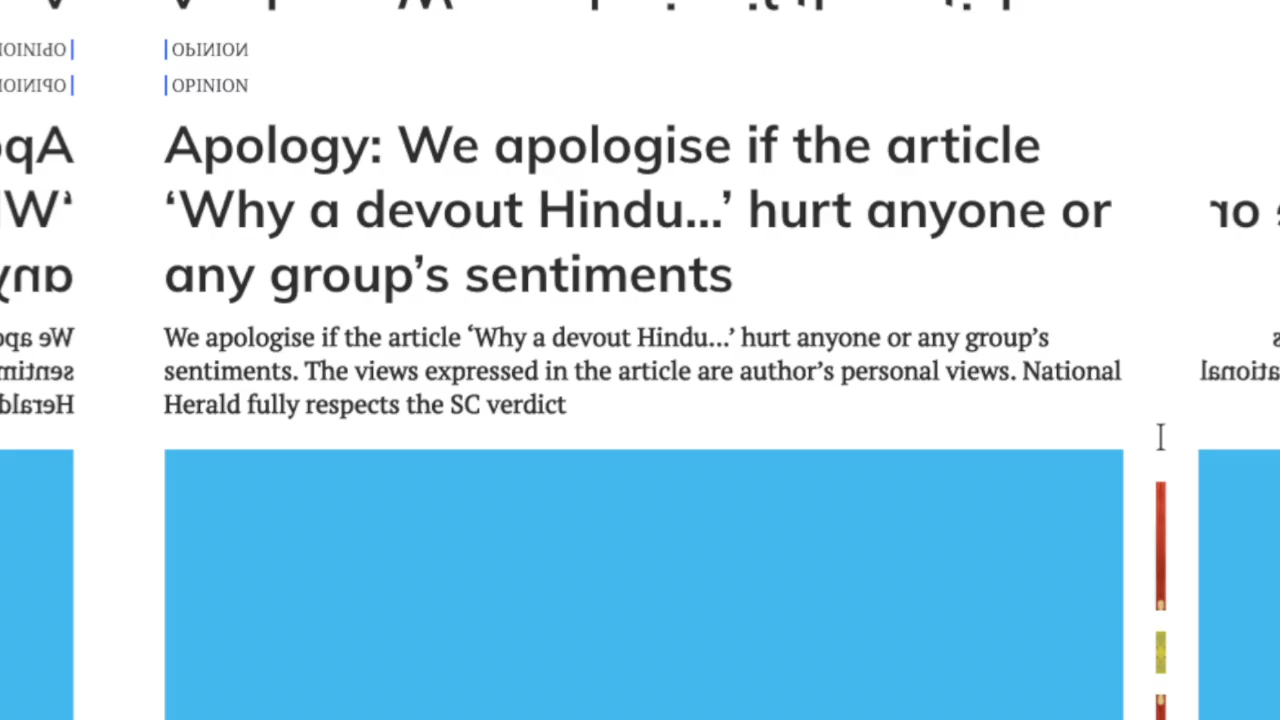 OPINION
Apology: We apologise if the article
‘Why a devout Hindu...’ hurt anyone or
any group’s sentiments
We apologise if the article ‘Why a devout Hindu...’ hurt anyone or any group’s
sentiments. The views expressed in the article are author’s personal views. National
Herald fully respects the SC verdict